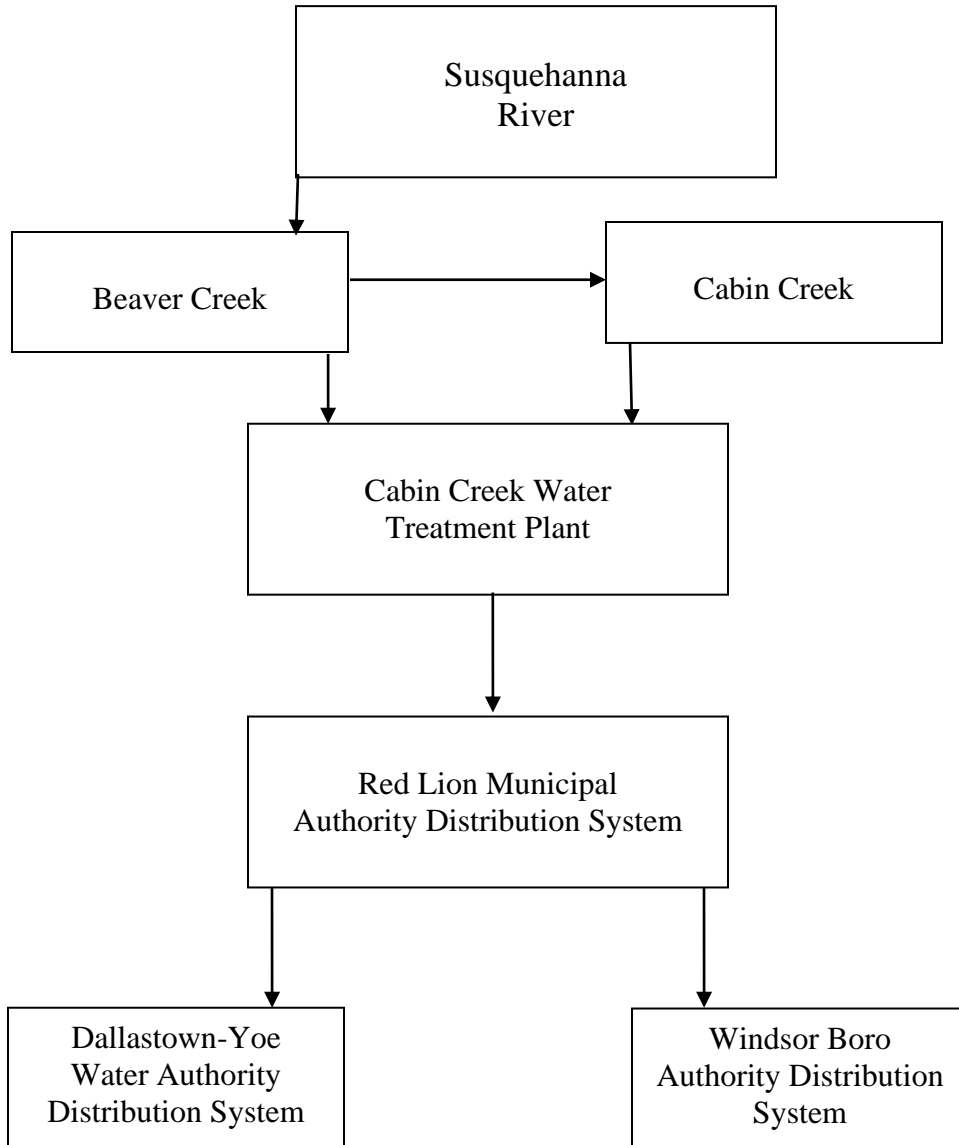 Susquehanna
River
Beaver Creek
Cabin Creek
Cabin Creek Water
Treatment Plant
Red Lion Municipal
Authority Distribution System
Dallastown-Yoe
Water Authority
Distribution System
Windsor Boro
Authority Distribution
System